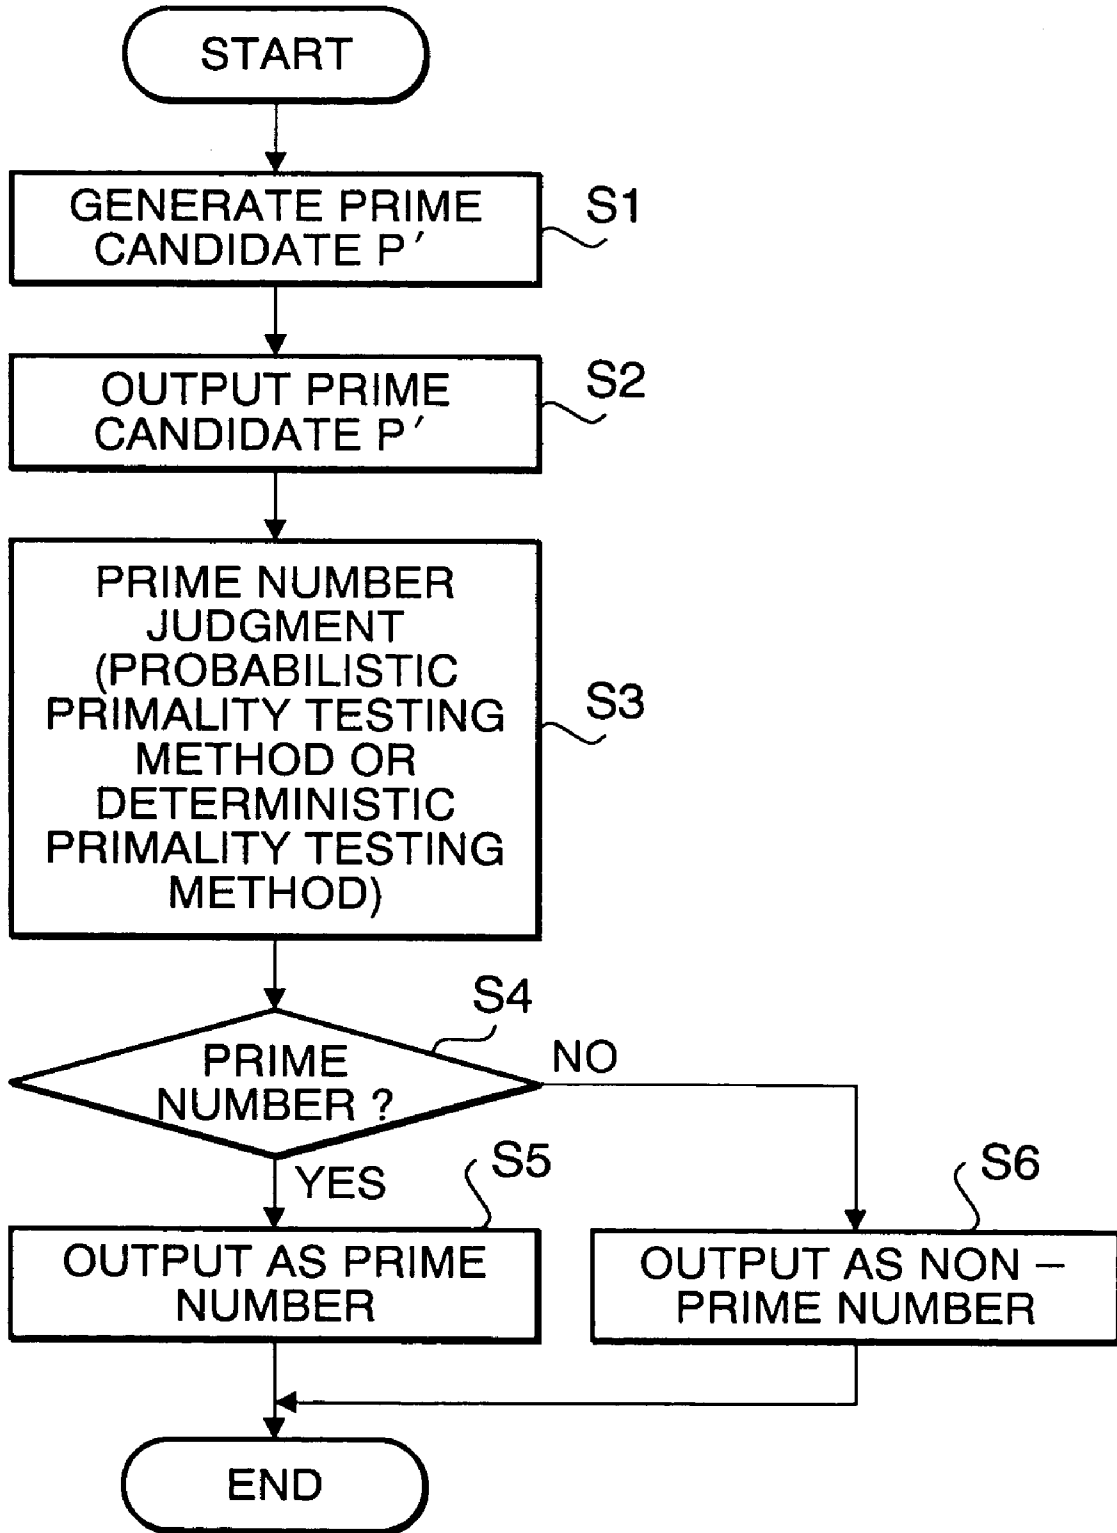 START
GENERATE PRIME
CANDIDATE P′
S1
OUTPUT PRIME
CANDIDATE P′
S2
PRIME NUMBER
JUDGMENT
(PROBABILISTIC
PRIMALITY TESTING
METHOD OR
DETERMINISTIC
PRIMALITY TESTING
METHOD)
S3
S4
PRIME
NUMBER ?
NO
YES
S5
OUTPUT AS PRIME
NUMBER
S6
OUTPUT AS NON –
PRIME NUMBER
END